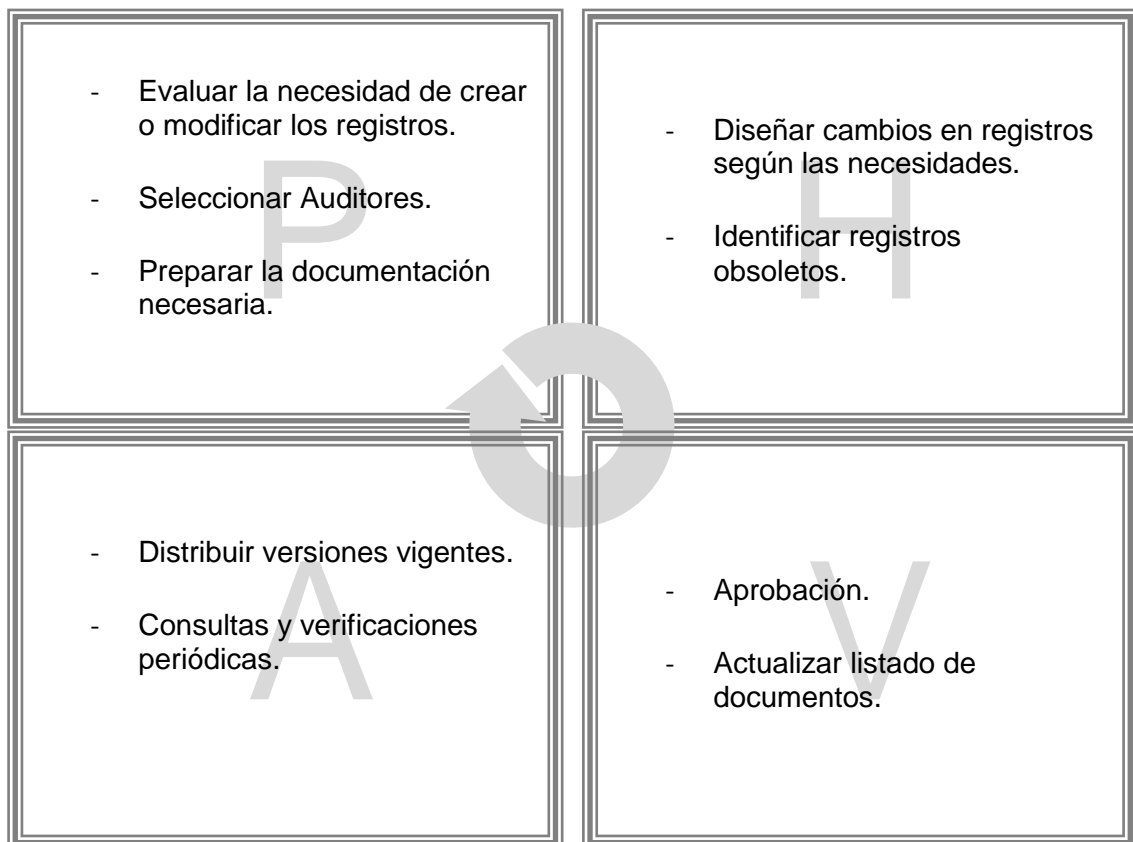 P
- Evaluar la necesidad de crear
o modificar los registros.
- Seleccionar Auditores.
- Preparar la documentación
necesaria.
H
- Diseñar cambios en registros
según las necesidades.
- Identificar registros
obsoletos.
A
- Distribuir versiones vigentes.
- Consultas y verificaciones
periódicas.
V
- Aprobación.
- Actualizar listado de
documentos.